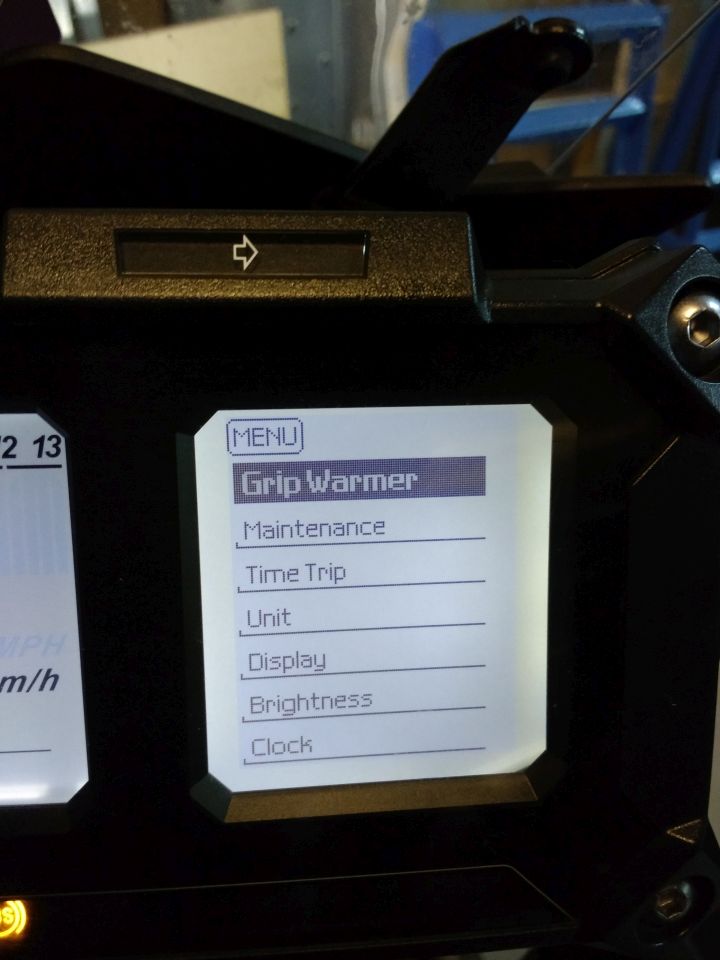 MENU
Grip Warmer
Maintenance
Time Trip
Unit
Display
Brightness
Clock
13
MPH